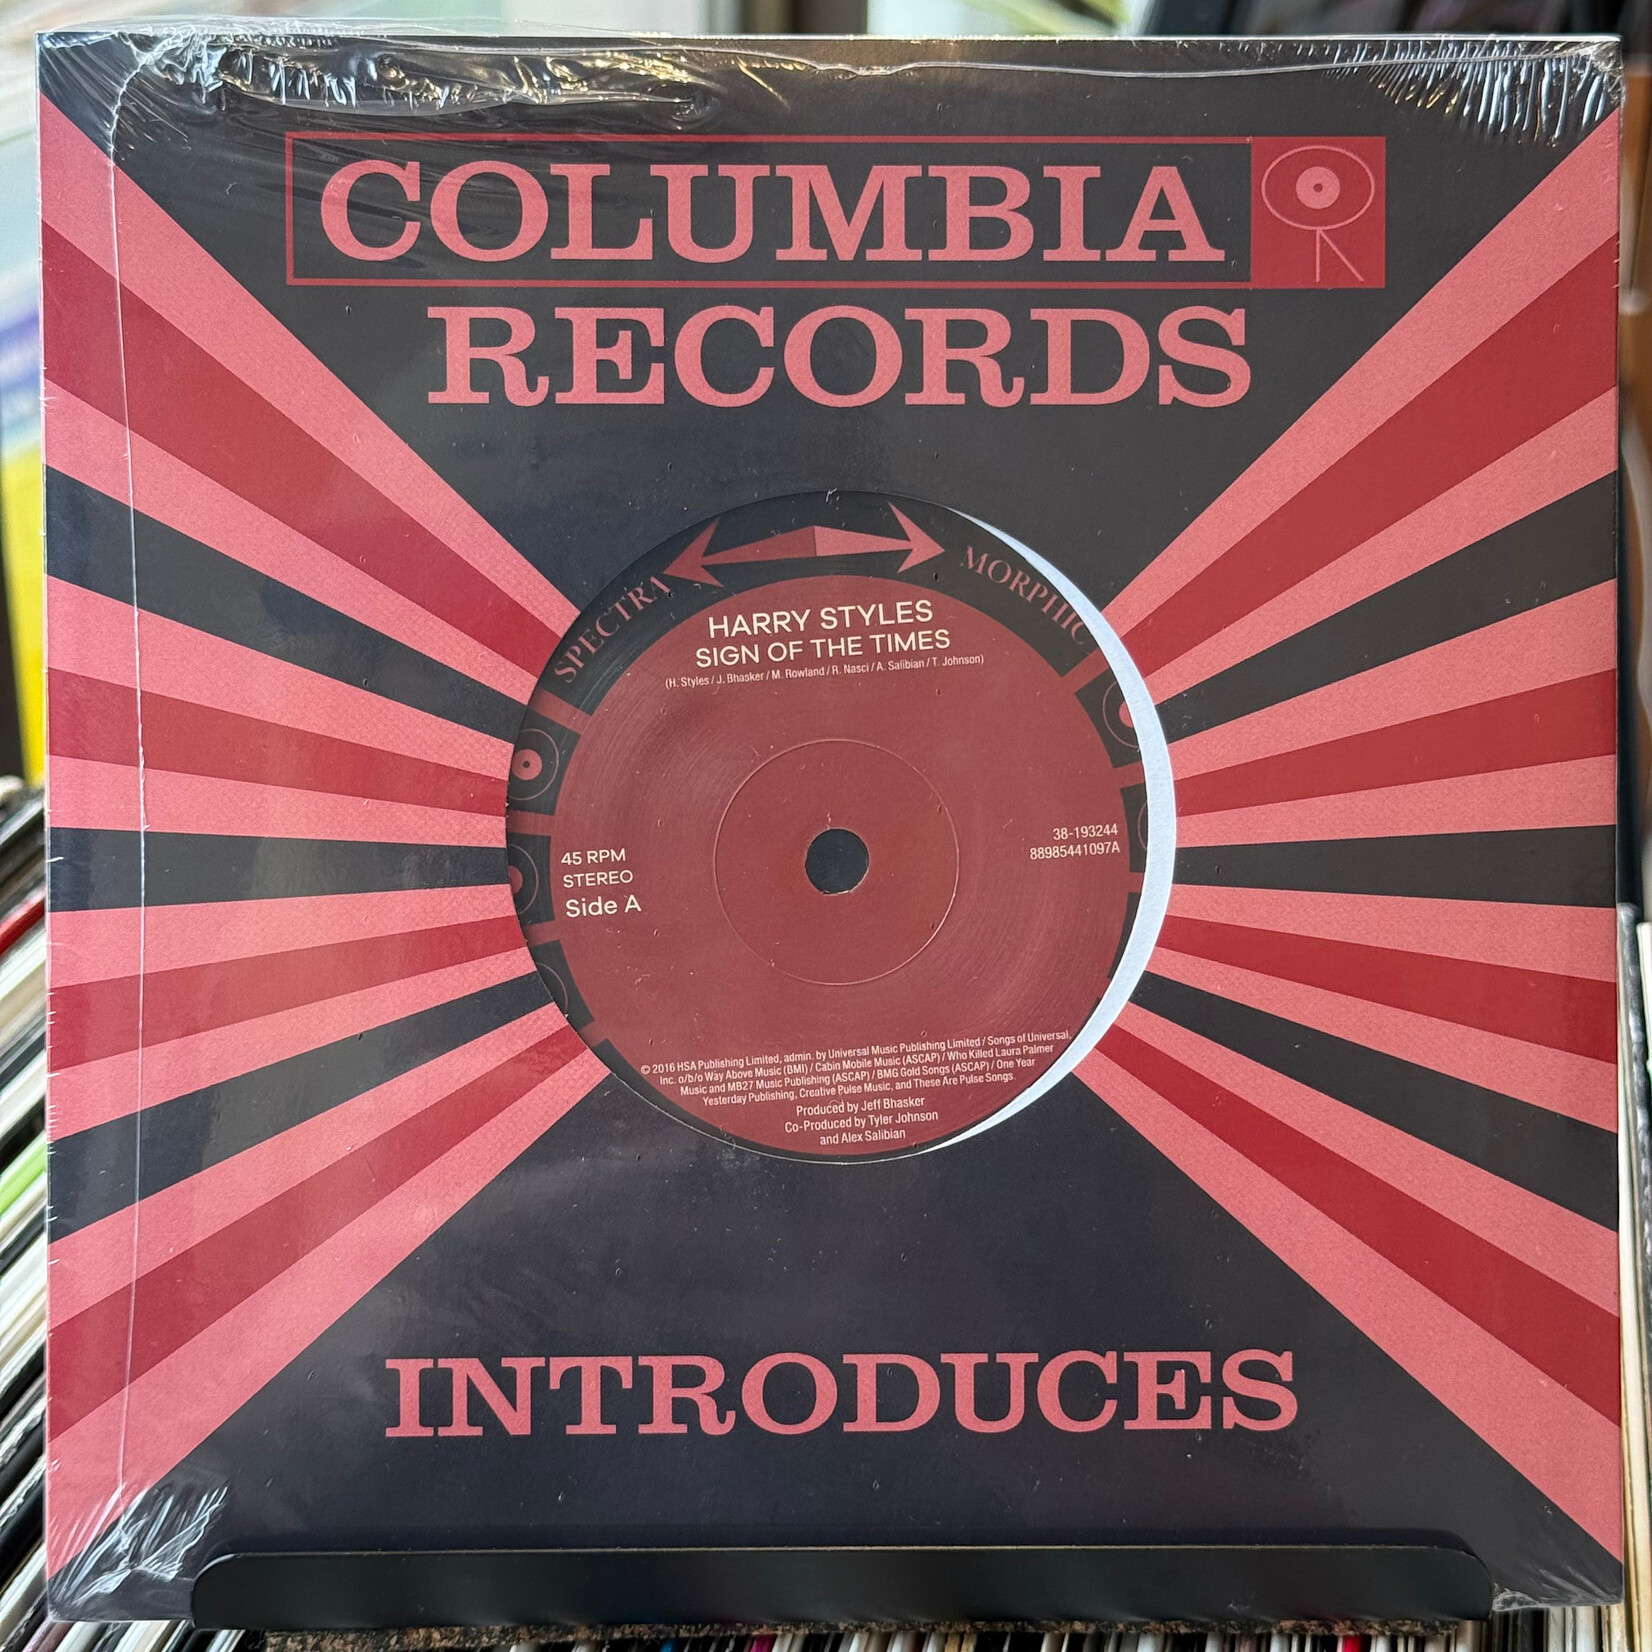 COLUMBIA
RECORDS
SPECTRA MORPHIC
HARRY STYLES
SIGN OF THE TIMES
(H. Styles / J. Bhasker / M. Rowland / R. Nasci / A. Salibian / T. Johnson)
45 RPM
STEREO
Side A
38-193244
88985441097A
© 2016 HSA Publishing Limited, admin. by Universal Music Publishing Limited / Songs of Universal,
Inc. o/b/o Way Above Music (BMI) / Cabin Mobile Music (ASCAP) / Who Killed Laura Palmer
Music and MB27 Music Publishing (ASCAP) / BMG Gold Songs (ASCAP) / One Year
Yesterday Publishing, Creative Pulse Music, and These Are Pulse Songs.
Produced by Jeff Bhasker
Co-Produced by Tyler Johnson
and Alex Salibian
INTRODUCES